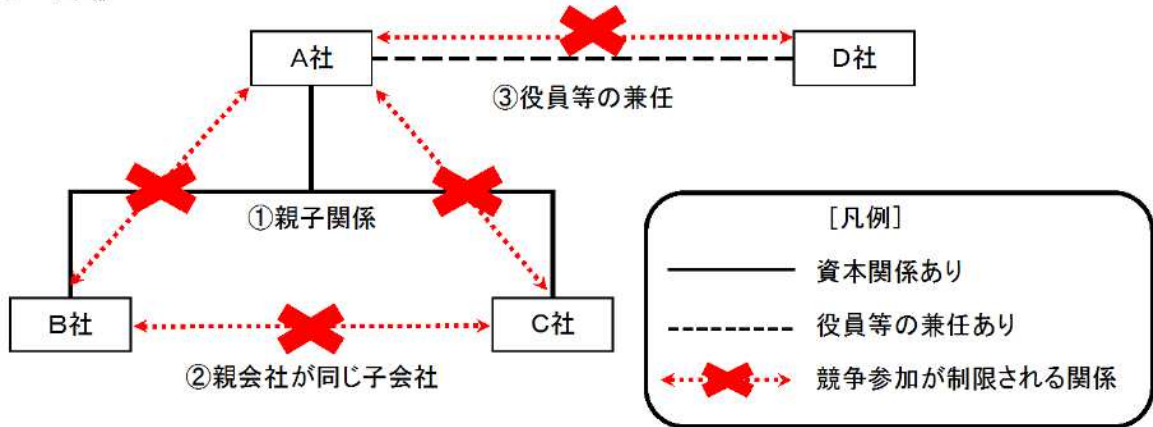 A社
D社
③役員等の兼任
①親子関係
B社
C社
②親会社が同じ子会社
［凡例］
資本関係あり
役員等の兼任あり
競争参加が制限される関係